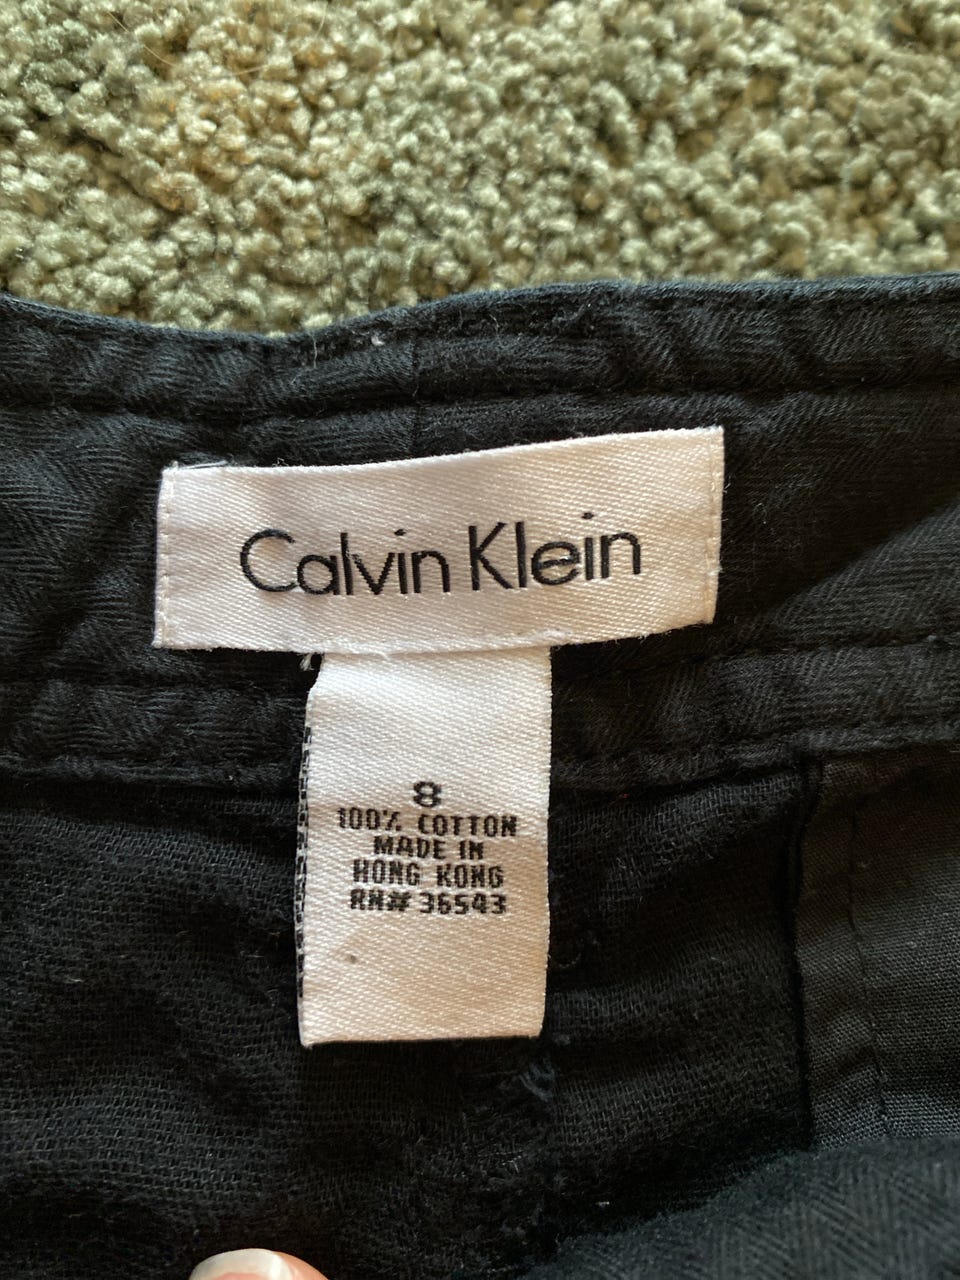 Calvin Klein
8
100% COTTON
MADE IN
HONG KONG
RN# 36543